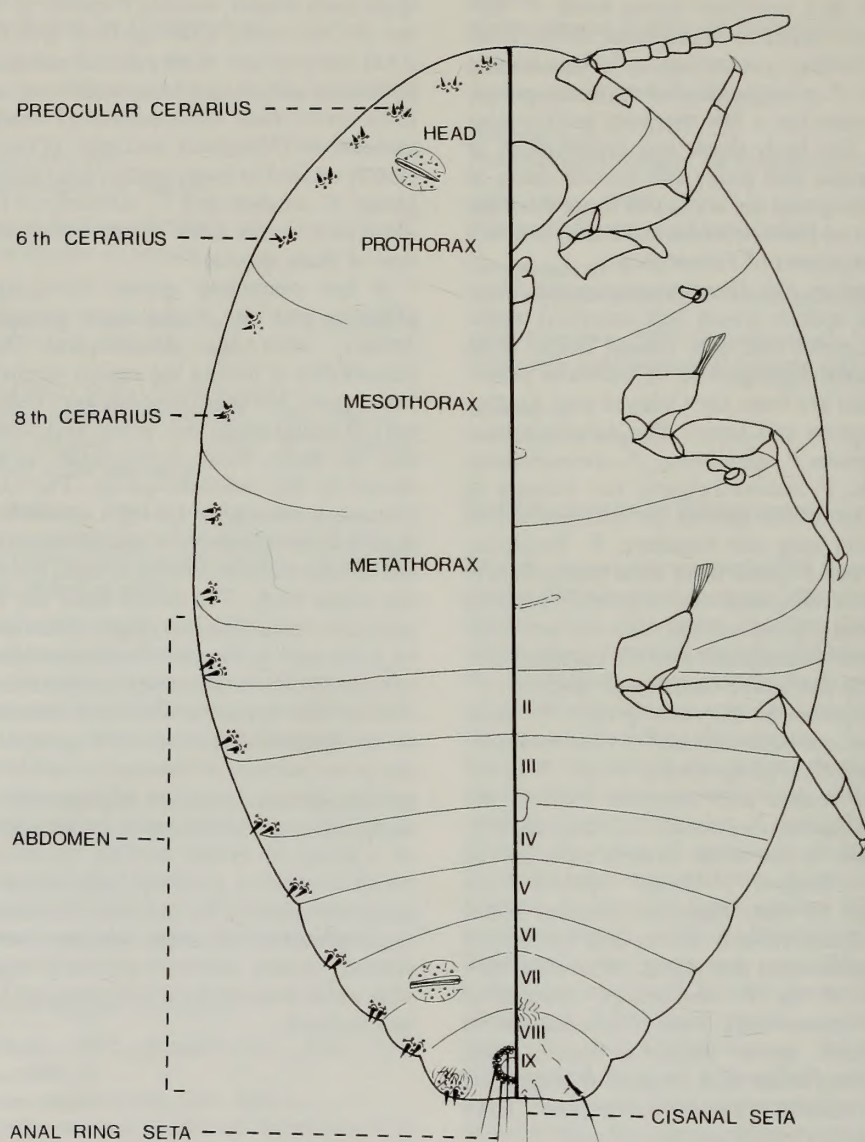 PREOCULAR CERARIUS
HEAD
6 th CERARIUS
PROTHORAX
8 th CERARIUS
MESOTHORAX
METATHORAX
II
III
ABDOMEN
IV
V
VI
VII
VIII
IX
CISANAL SETA
ANAL RING SETA